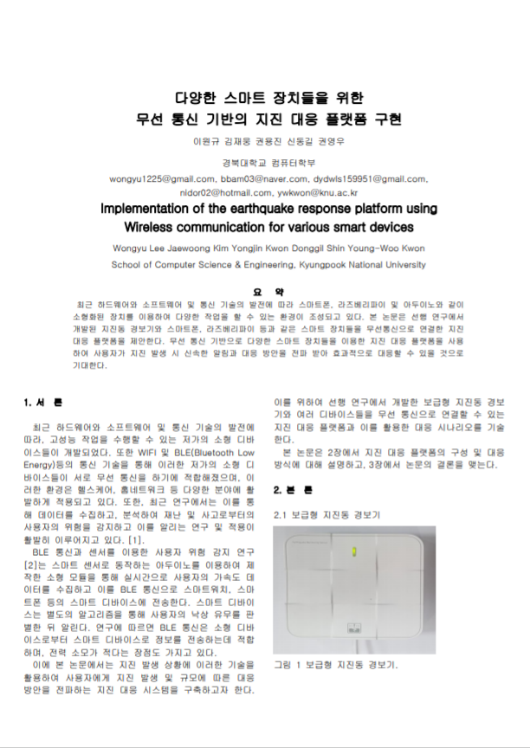 다양한 스마트 장치들을 위한
무선 통신 기반의 지진 대응 플랫폼 구현
이원규 김재웅 권용진 신동길 권영우
경북대학교 컴퓨터학부
wongyu1225@gmail.com, bbam03@naver.com, dydwls159951@gmail.com,
nidor02@hotmail.com, ywkwon@knu.ac.kr
Implementation of the earthquake response platform using
Wireless communication for various smart devices
Wongyu Lee Jaewoong Kim Yongjin Kwon Donggil Shin Young-Woo Kwon
School of Computer Science & Engineering, Kyungpook National University
요 약
최근 하드웨어와 소프트웨어 및 통신 기술의 발전에 따라 스마트폰, 라즈베리파이 및 아두이노와 같이
소형화된 장치를 이용하여 다양한 작업을 할 수 있는 환경이 조성되고 있다. 본 논문은 선행 연구에서
개발된 지진동 경보기와 스마트폰, 라즈베리파이 등과 같은 스마트 장치들을 무선통신으로 연결한 지진
대응 플랫폼을 제안한다. 무선 통신 기반으로 다양한 스마트 장치들을 이용한 지진 대응 플랫폼을 사용
하여 사용자가 지진 발생 시 신속한 알림과 대응 방안을 전파 받아 효과적으로 대응할 수 있을 것으로
기대한다.
1. 서 론
최근 하드웨어와 소프트웨어 및 통신 기술의 발전에
따라, 고성능 작업을 수행할 수 있는 저가의 소형 디바
이스들이 개발되었다. 또한 WIFI 및 BLE(Bluetooth Low
Energy)등의 통신 기술을 통해 이러한 저가의 소형 디
바이스들이 서로 무선 통신을 하기에 적합해졌으며, 이
러한 환경은 헬스케어, 홈네트워크 등 다양한 분야에 활
발하게 적용되고 있다. 또한, 최근 연구에서는 이를 통
해 데이터를 수집하고, 분석하여 재난 및 사고로부터의
사용자의 위험을 감지하고 이를 알리는 연구 및 적용이
활발히 이루어지고 있다. [1].
BLE 통신과 센서를 이용한 사용자 위험 감지 연구
[2]는 스마트 센서로 동작하는 아두이노를 이용하여 제
작한 소형 모듈을 통해 실시간으로 사용자의 가속도 데
이터를 수집하고 이를 BLE 통신으로 스마트워치, 스마
트폰 등의 스마트 디바이스에 전송한다. 스마트 디바이
스는 별도의 알고리즘을 통해 사용자의 낙상 유무를 판
별한 뒤 알린다. 연구에 따르면 BLE 통신은 소형 디바
이스로부터 스마트 디바이스로 정보를 전송하는데 적합
하며, 전력 소모가 적다는 장점도 가지고 있다.
이에 본 논문에서는 지진 발생 상황에 이러한 기술을
활용하여 사용자에게 지진 발생 및 규모에 따른 대응
방안을 전파하는 지진 대응 시스템을 구축하고자 한다.
이를 위하여 선행 연구에서 개발한 보급형 지진동 경보
기와 여러 디바이스들을 무선 통신으로 연결할 수 있는
지진 대응 플랫폼과 이를 활용한 대응 시나리오를 기술
한다.
본 논문은 2장에서 지진 대응 플랫폼의 구성 및 대응
방식에 대해 설명하고, 3장에서 논문의 결론을 맺는다.
2. 본 론
2.1 보급형 지진동 경보기
그림 1 보급형 지진동 경보기.